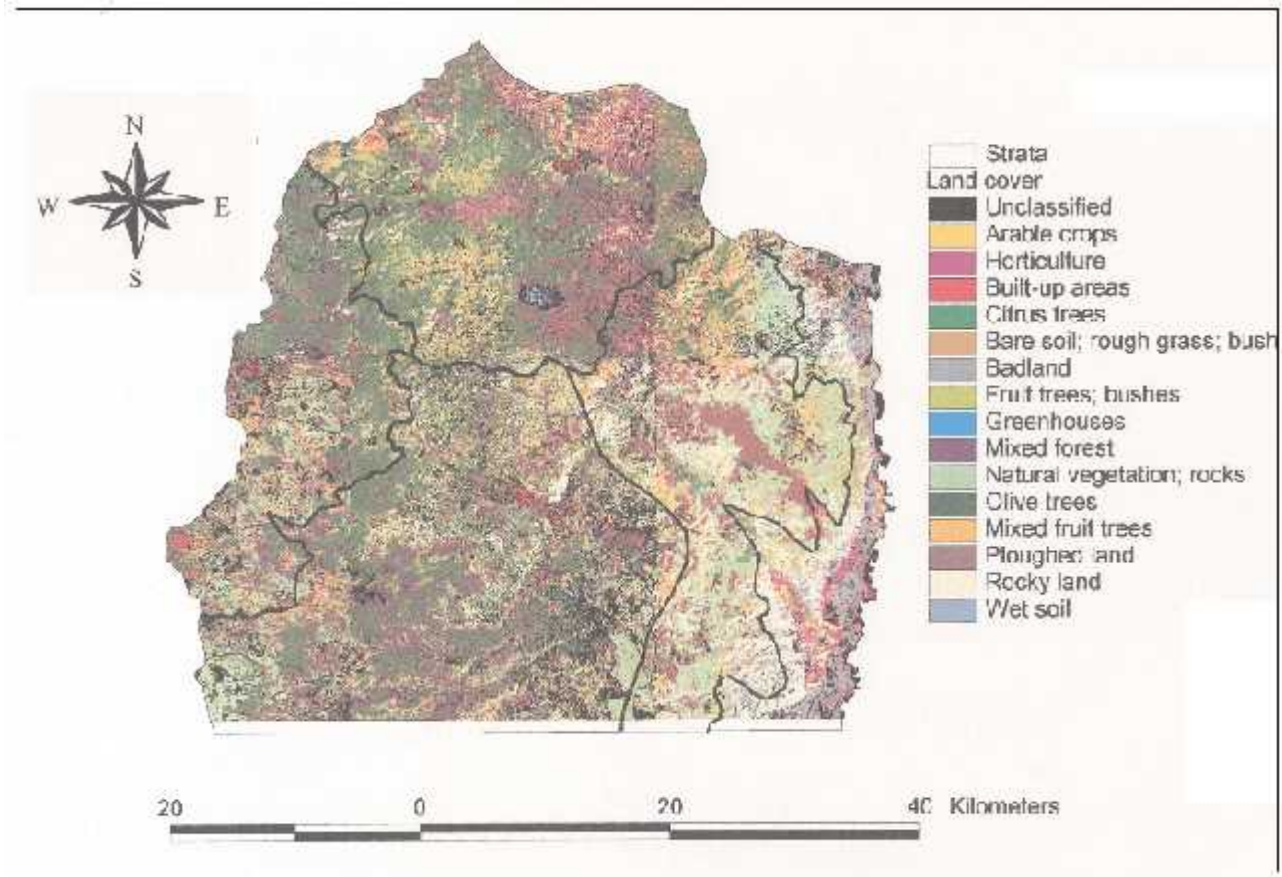 N
W E
S
Strata
Land cover
Unclassified
Arable crops
Horticulture
Built-up areas
Citrus trees
Bare soil; rough grass; bush
Badland
Fruit trees; bushes
Greenhouses
Mixed forest
Natural vegetation; rocks
Olive trees
Mixed fruit trees
Ploughed land
Rocky land
Wet soil
20 0 20 40 Kilometers